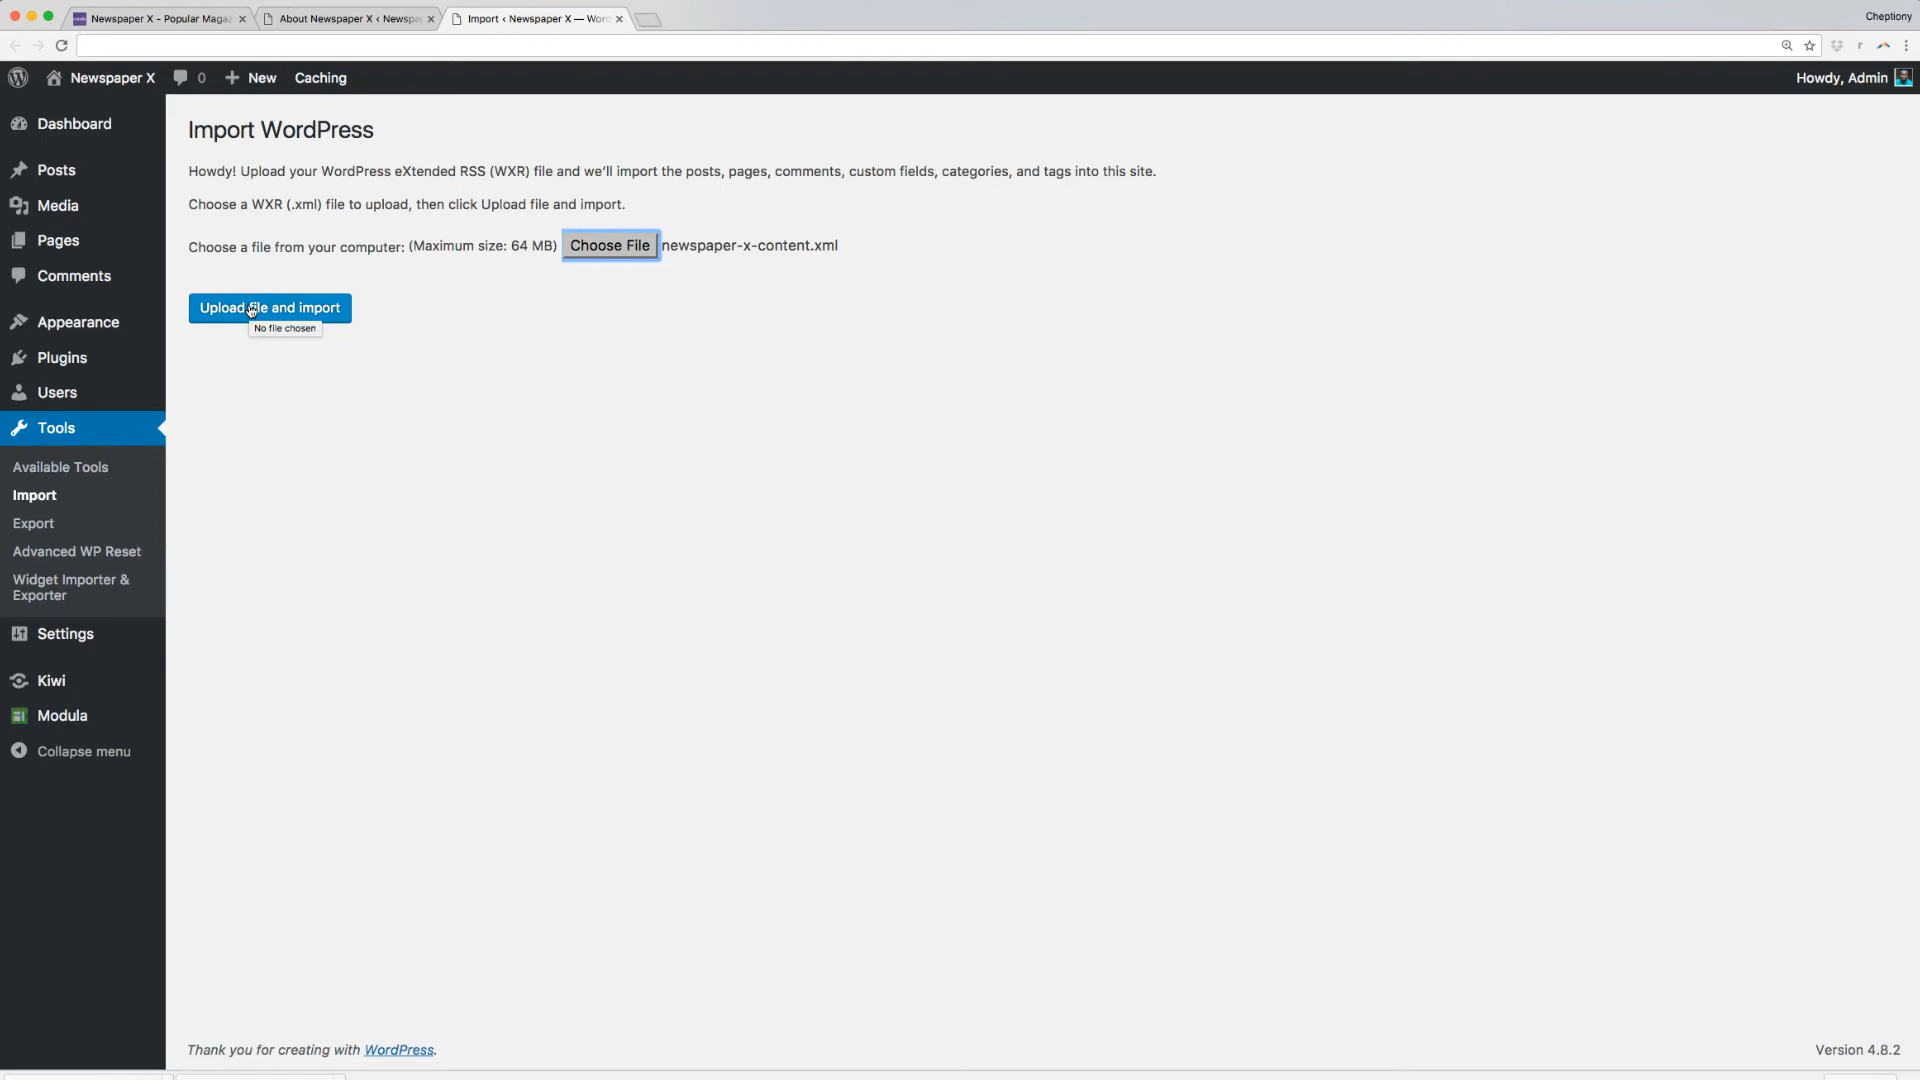 Newspaper X - Popular Magaz
About Newspaper X ‹ Newspa
Import ‹ Newspaper X — Word
Cheptiony
Newspaper X
0
New
Caching
Howdy, Admin
Dashboard
Posts
Media
Pages
Comments
Appearance
Plugins
Users
Tools
Available Tools
Import
Export
Advanced WP Reset
Widget Importer &
Exporter
Settings
Kiwi
Modula
Collapse menu
Import WordPress
Howdy! Upload your WordPress eXtended RSS (WXR) file and we'll import the posts, pages, comments, custom fields, categories, and tags into this site.
Choose a WXR (.xml) file to upload, then click Upload file and import.
Choose a file from your computer: (Maximum size: 64 MB) Choose File newspaper-x-content.xml
Upload file and import
No file chosen
Thank you for creating with WordPress.
Version 4.8.2